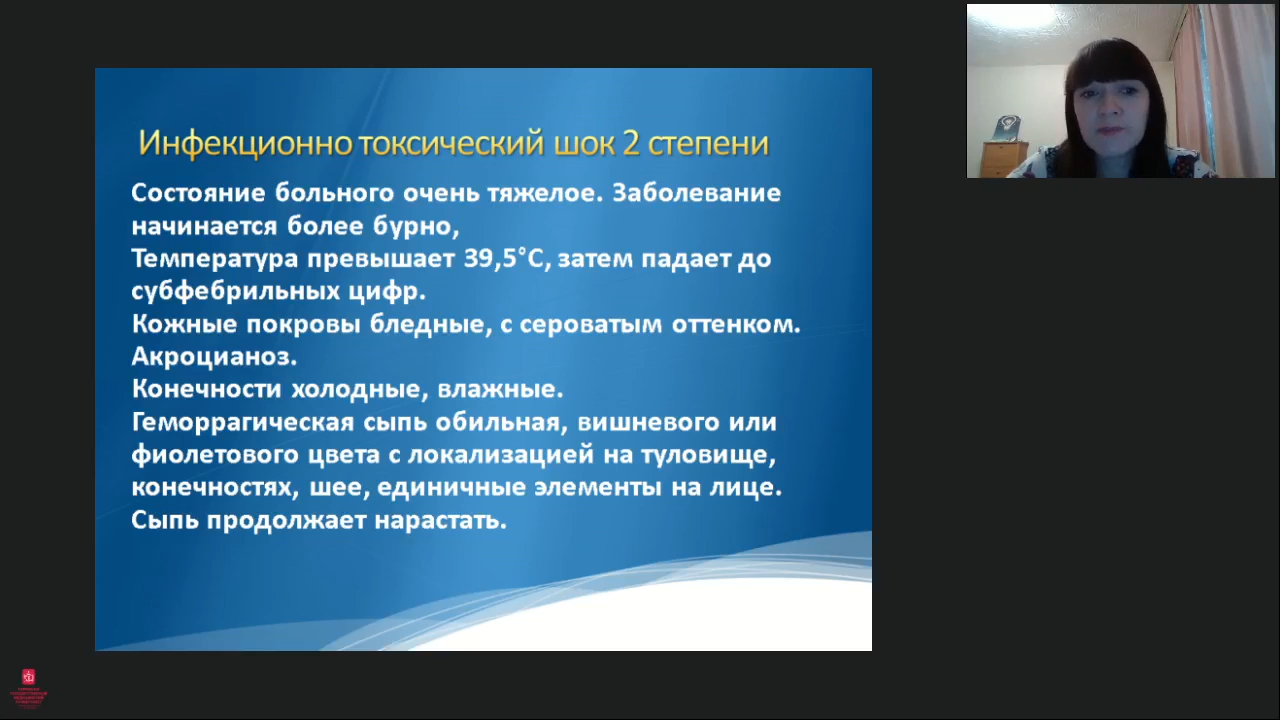 Инфекционно токсический шок 2 степени
Состояние больного очень тяжелое. Заболевание
начинается более бурно,
Температура превышает 39,5°С, затем падает до
субфебрильных цифр.
Кожные покровы бледные, с сероватым оттенком.
Акроцианоз.
Конечности холодные, влажные.
Геморрагическая сыпь обильная, вишневого или
фиолетового цвета с локализацией на туловище,
конечностях, шее, единичные элементы на лице.
Сыпь продолжает нарастать.